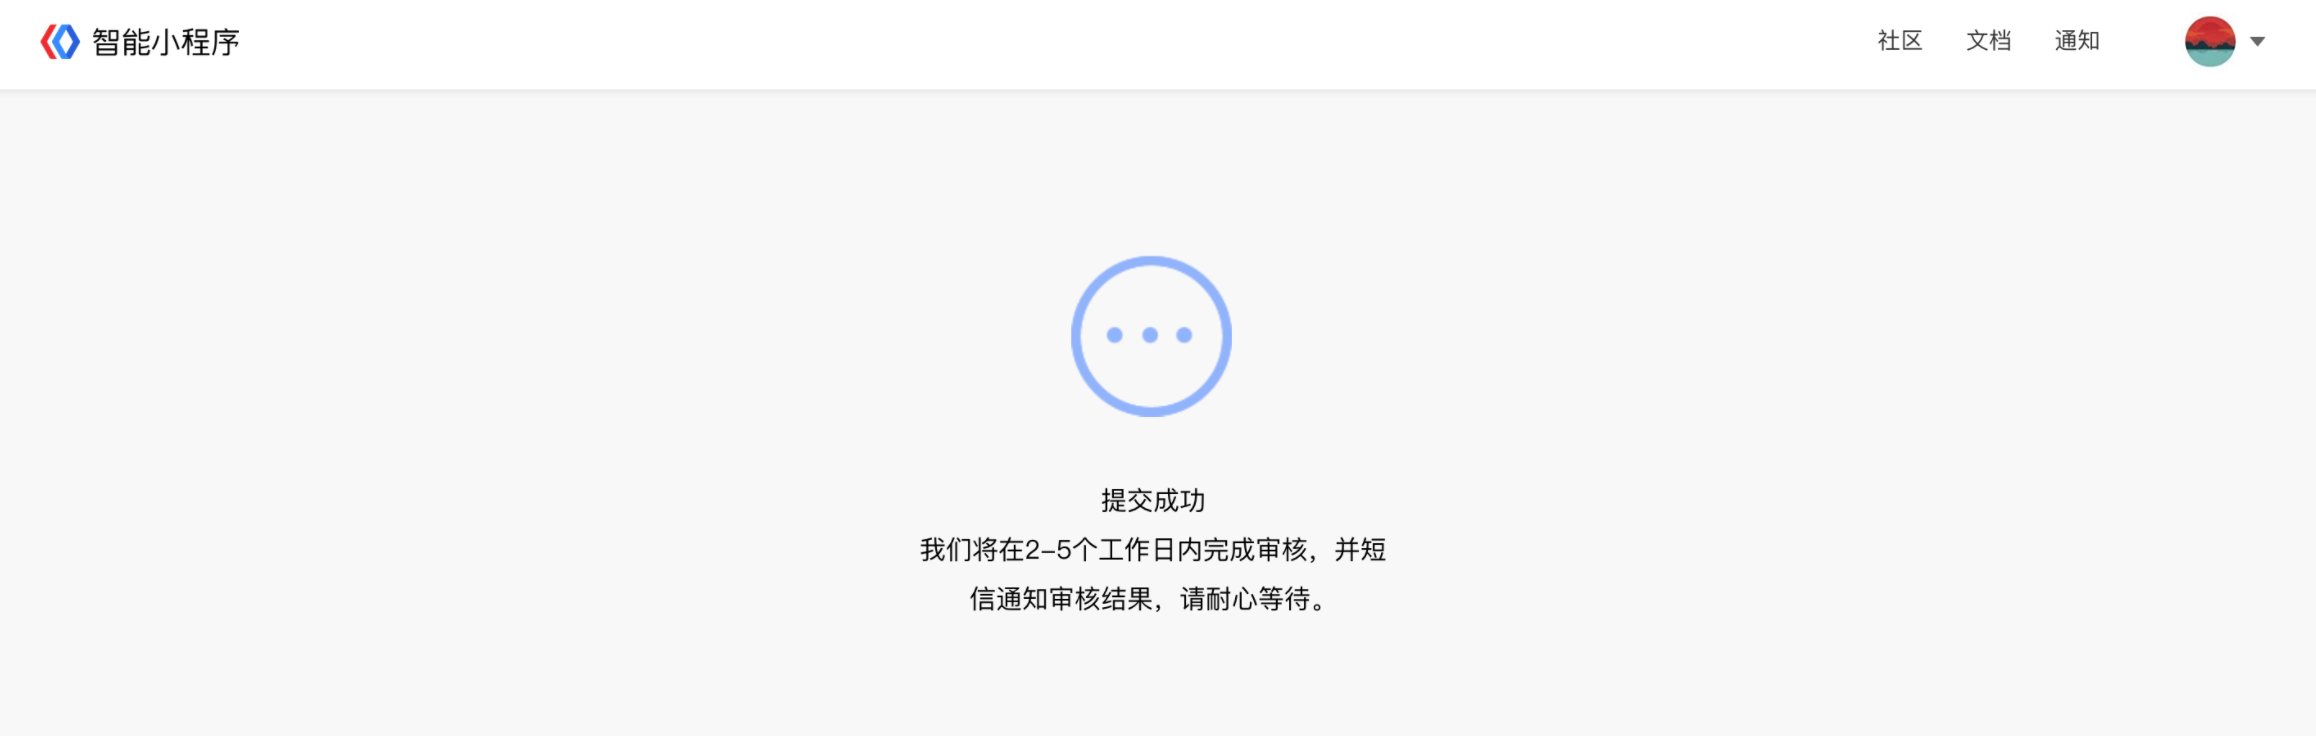 智能小程序
社区 文档 通知
提交成功
我们将在2-5个工作日内完成审核，并短
信通知审核结果，请耐心等待。